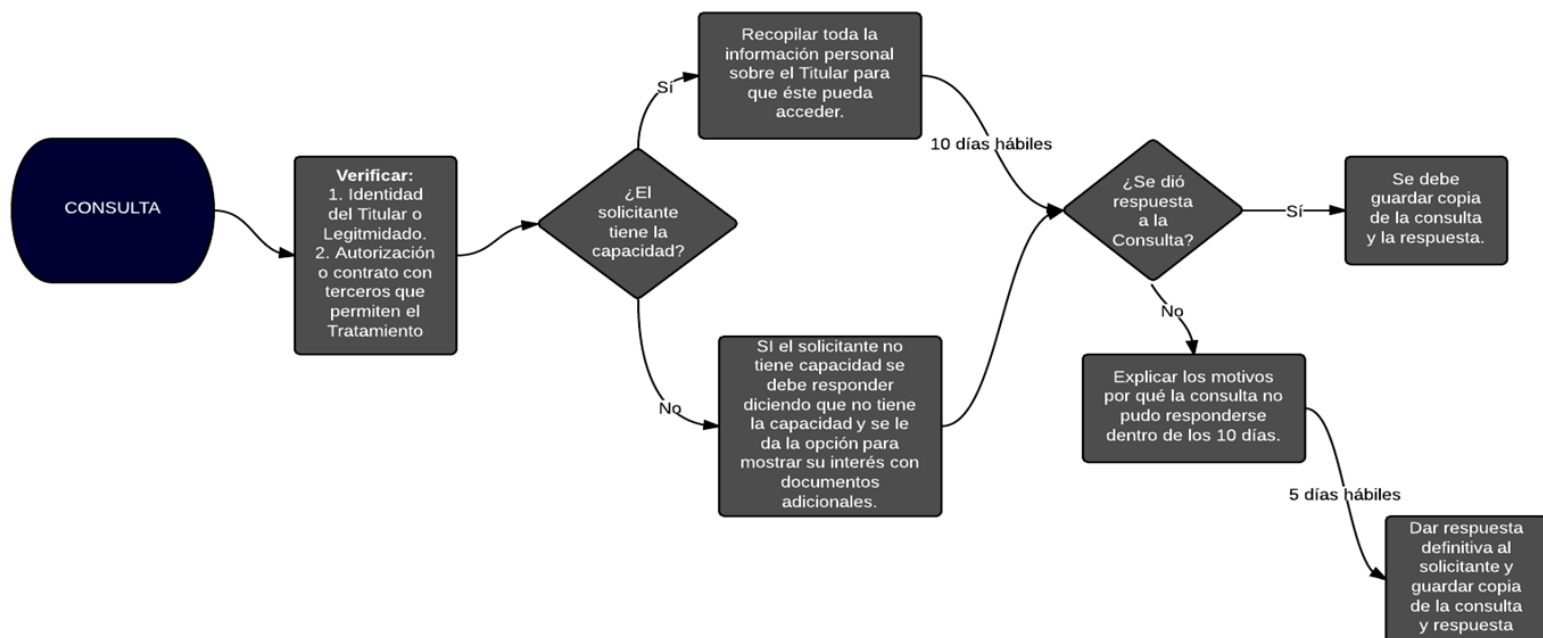 CONSULTA
Verificar:
1. Identidad
del Titular o
Legitmidado.
2. Autorización
o contrato con
terceros que
permiten el
Tratamiento
¿El
solicitante
tiene la
capacidad?
Sí
Recopilar toda la
información personal
sobre el Titular para
que éste pueda
acceder.
No
SI el solicitante no
tiene capacidad se
debe responder
diciendo que no tiene
la capacidad y se le
da la opción para
mostrar su interés con
documentos
adicionales.
10 días hábiles
¿Se dió
respuesta
a la
Consulta?
Sí
Se debe
guardar copia
de la consulta
y la respuesta.
No
Explicar los motivos
por qué la consulta no
pudo responderse
dentro de los 10 días.
5 días hábiles
Dar respuesta
definitiva al
solicitante y
guardar copia
de la consulta
y respuesta